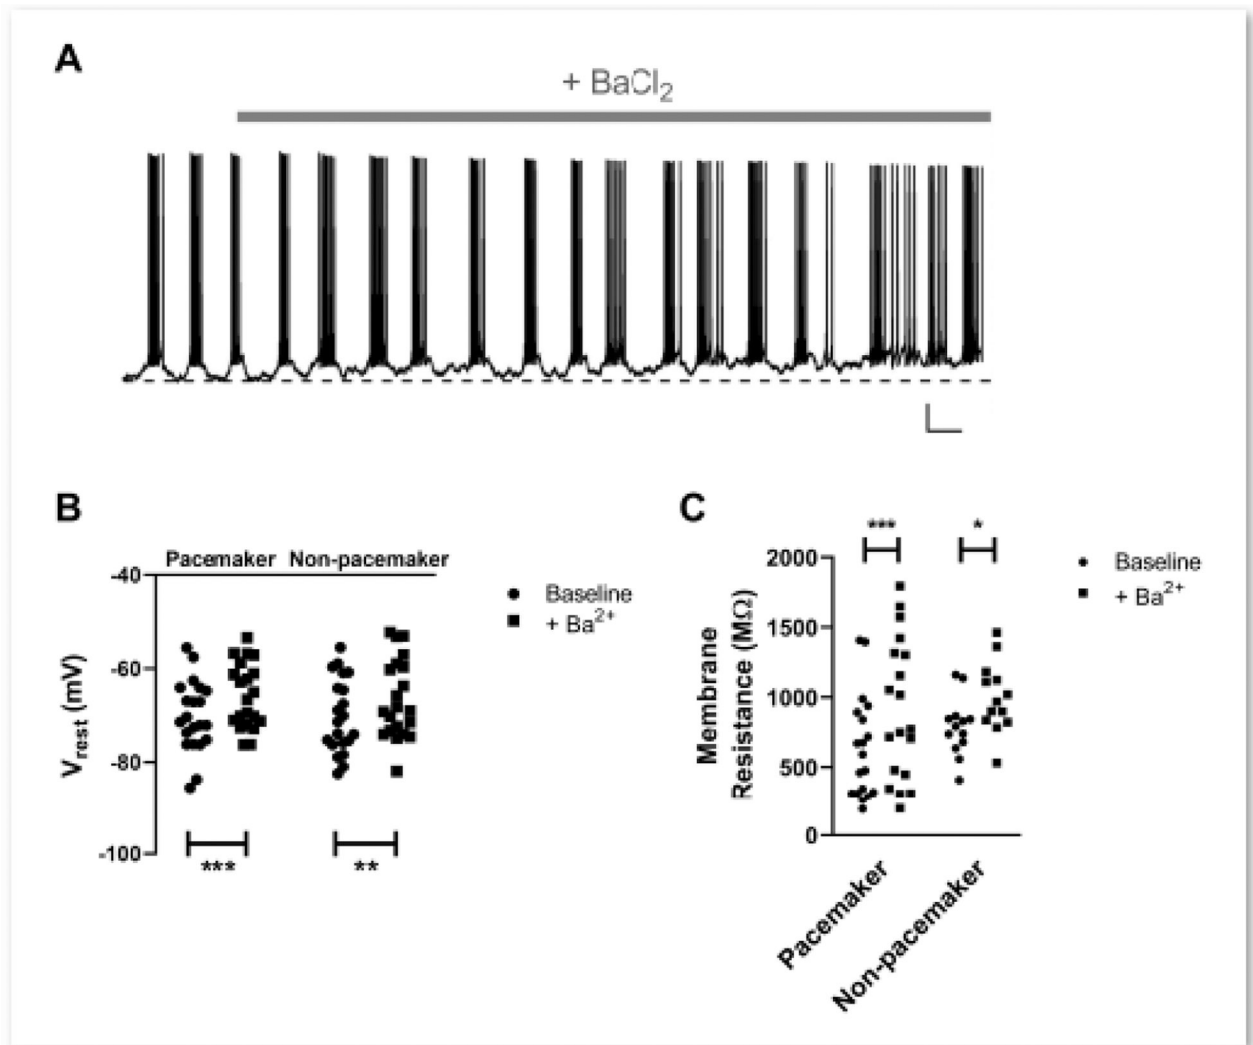 A
+ BaCl₂
B
Pacemaker Non-pacemaker
-40
-60
-80
-100
Vrest (mV)
*** **
Baseline
+ Ba²⁺
C
*** *
2000
1500
1000
500
0
Membrane
Resistance (MΩ)
Baseline
+ Ba²⁺
Pacemaker
Non-pacemaker